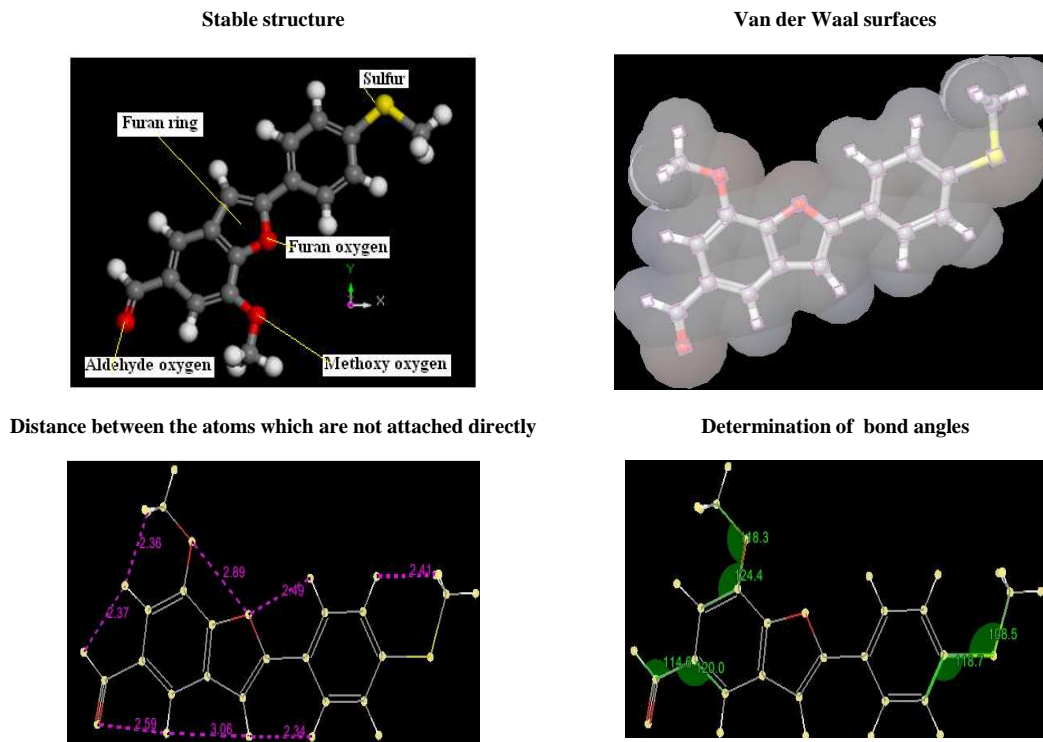 Stable structure
Van der Waal surfaces
Sulfur
Furan ring
Furan oxygen
Y
X
Aldehyde oxygen
Methoxy oxygen
Distance between the atoms which are not attached directly
Determination of bond angles
2.36
2.89
2.49
2.41
2.37
2.59
3.06
2.34
118.3
124.4
108.5
118.7
114.6
120.0